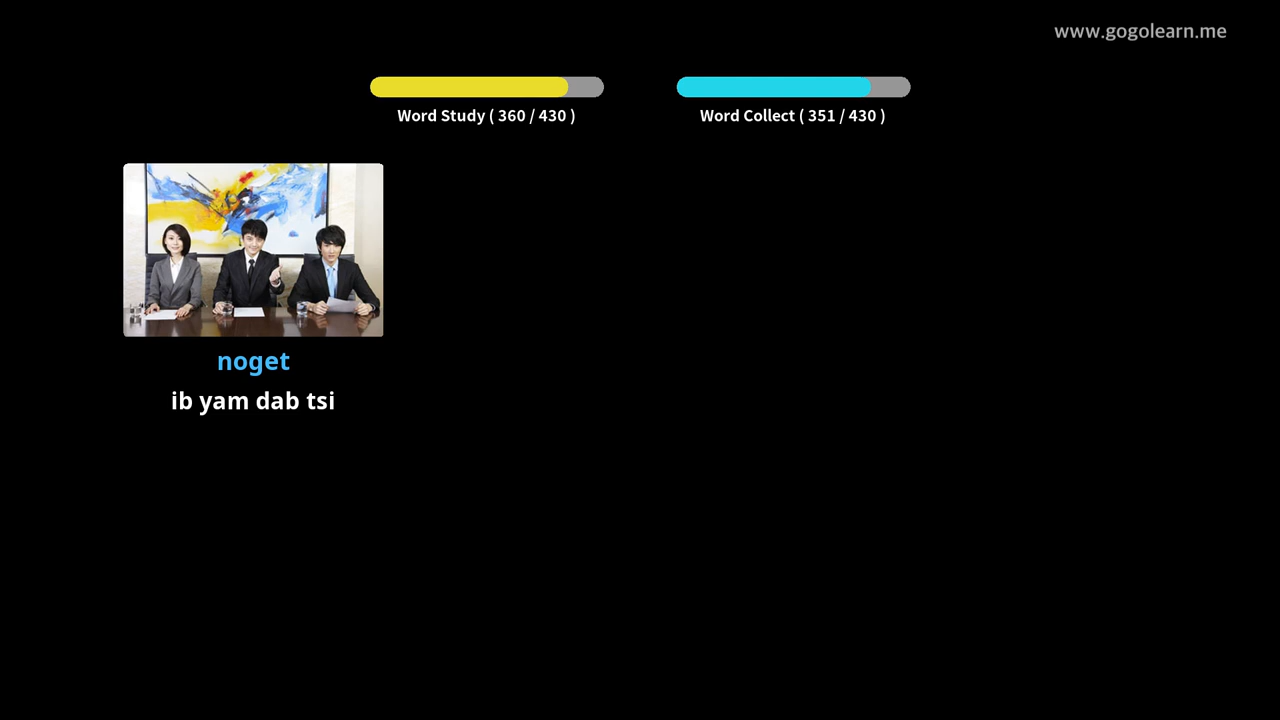 www.gogolearn.me
Word Study ( 360 / 430 )
Word Collect ( 351 / 430 )
noget
ib yam dab tsi